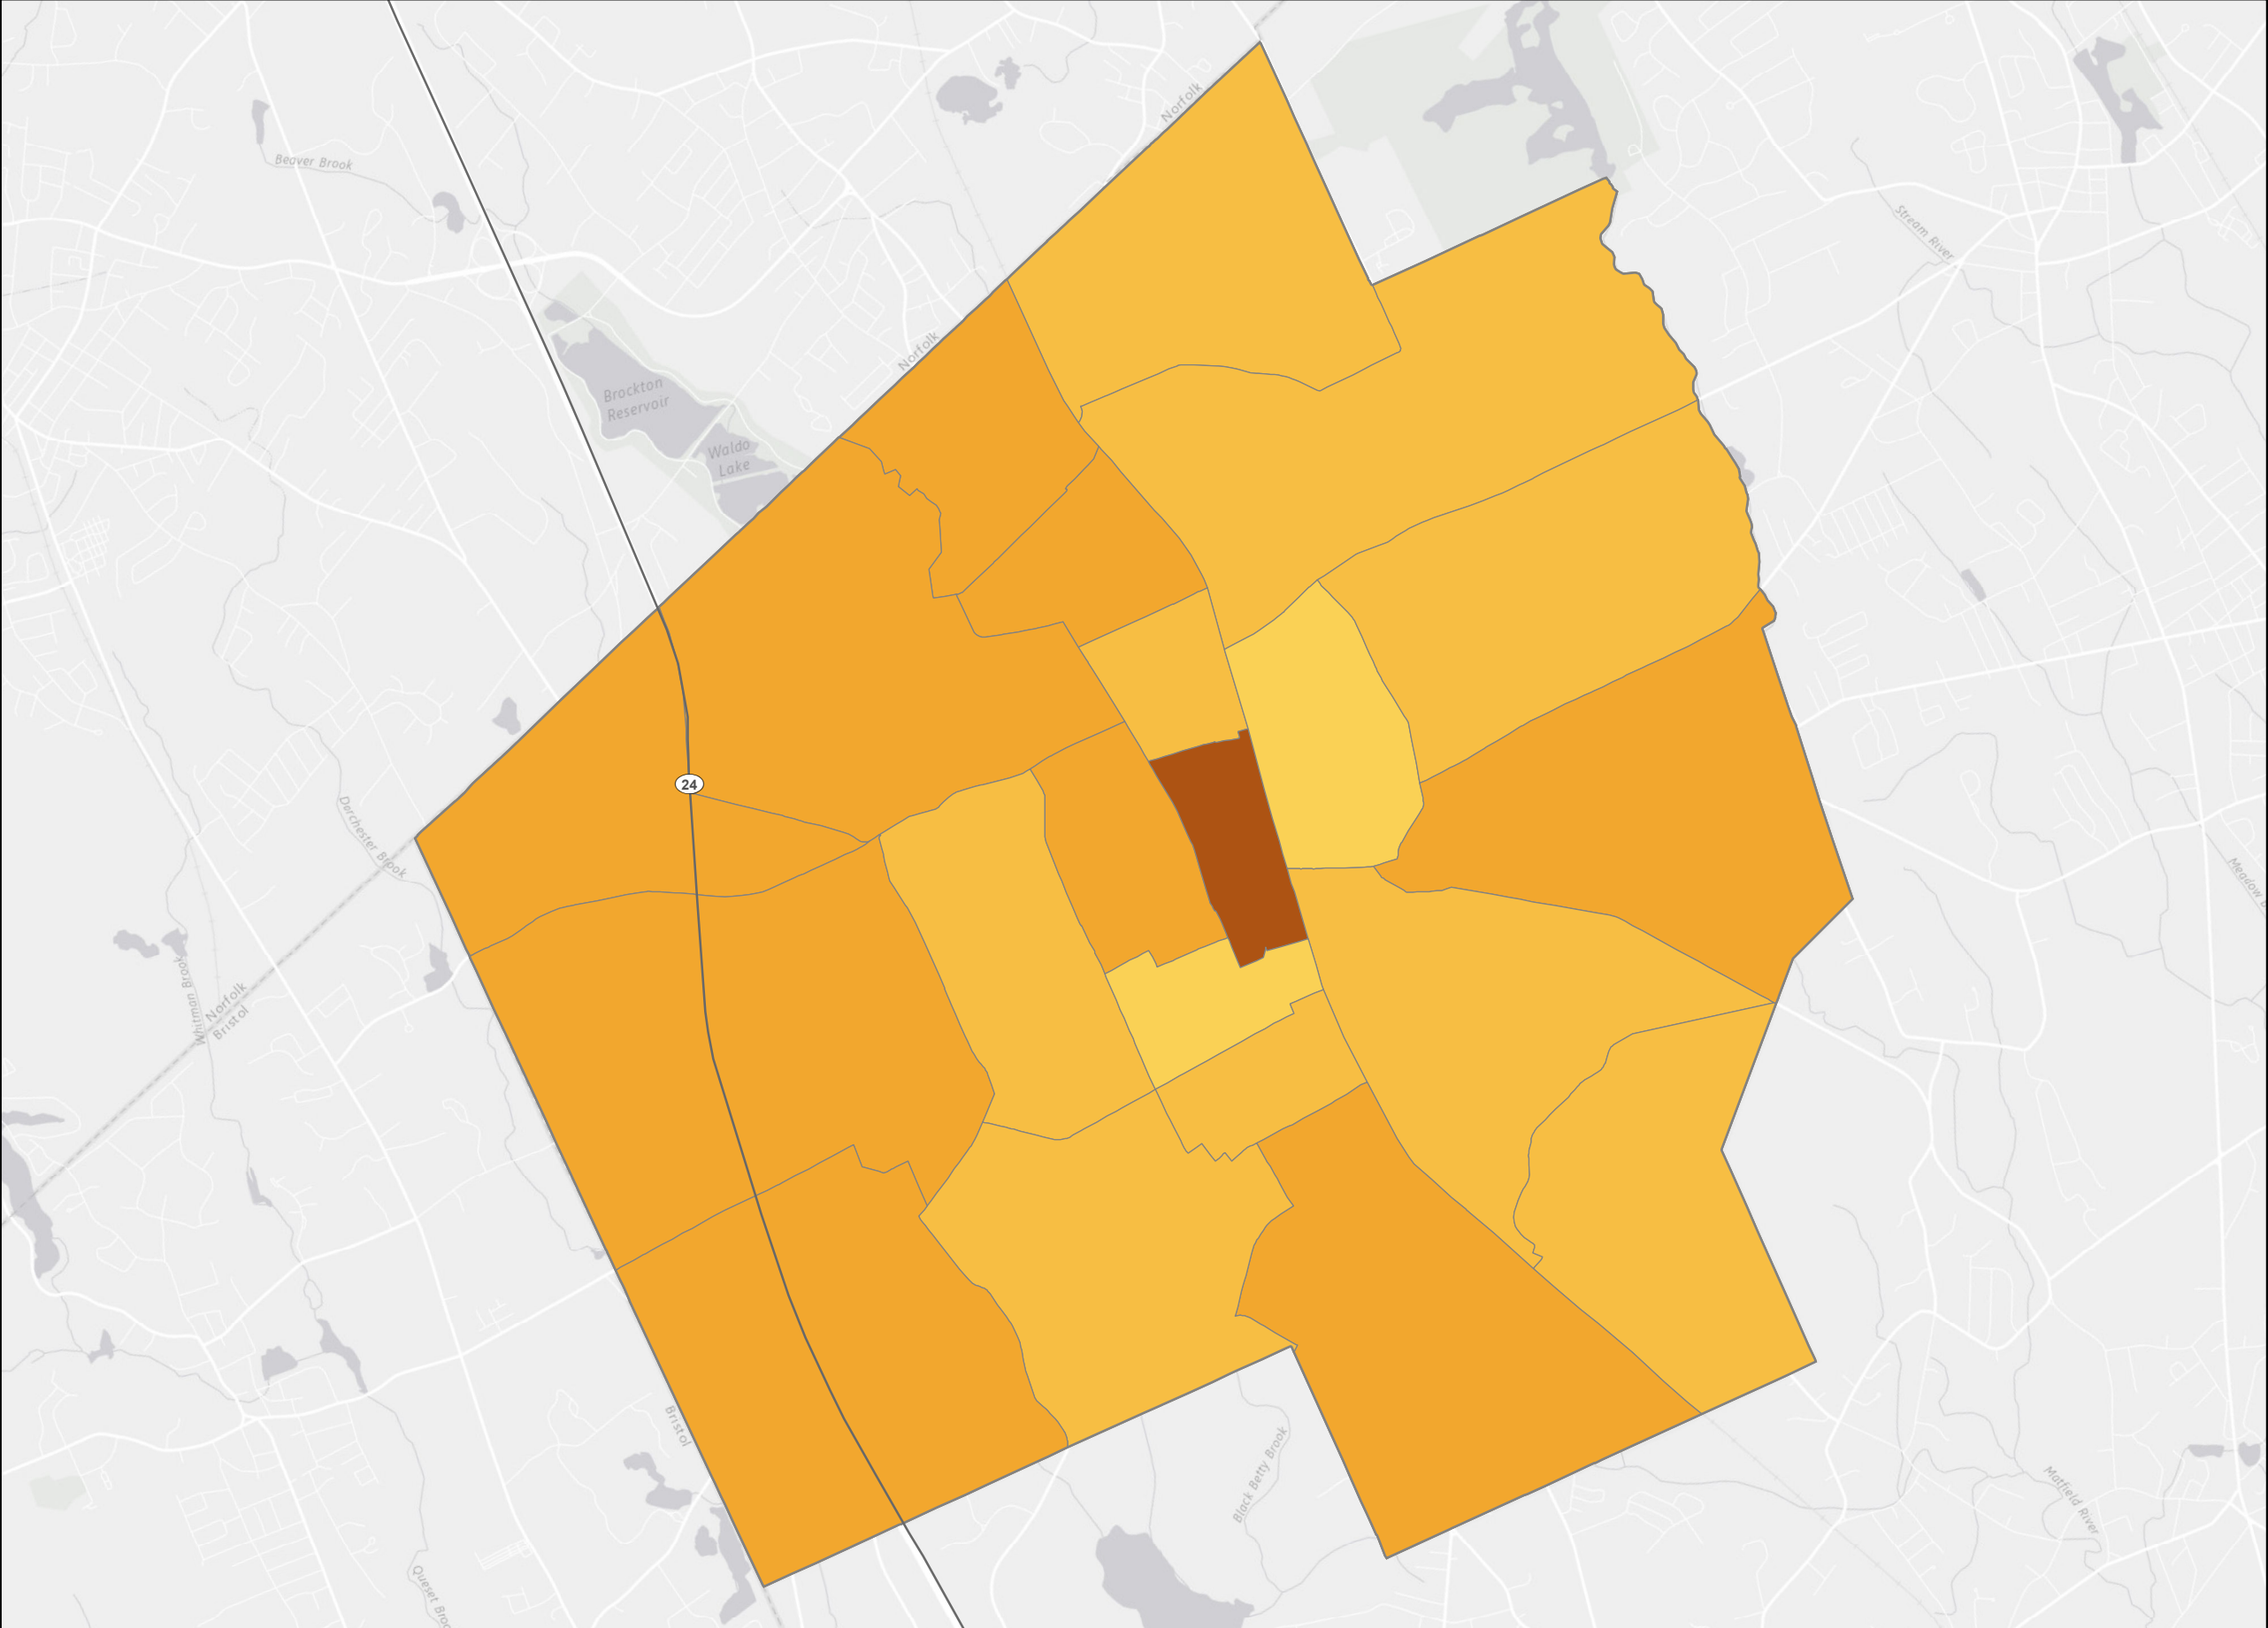 Norfolk
Beaver Brook
Stream River
Norfolk
Brockton
Reservoir
Waldo
Lake
24
Dorchester Brook
Meadow B
Whitman Brook
Norfolk
Bristol
Bristol
Black Betty Brook
Matfield River
Queset Broo